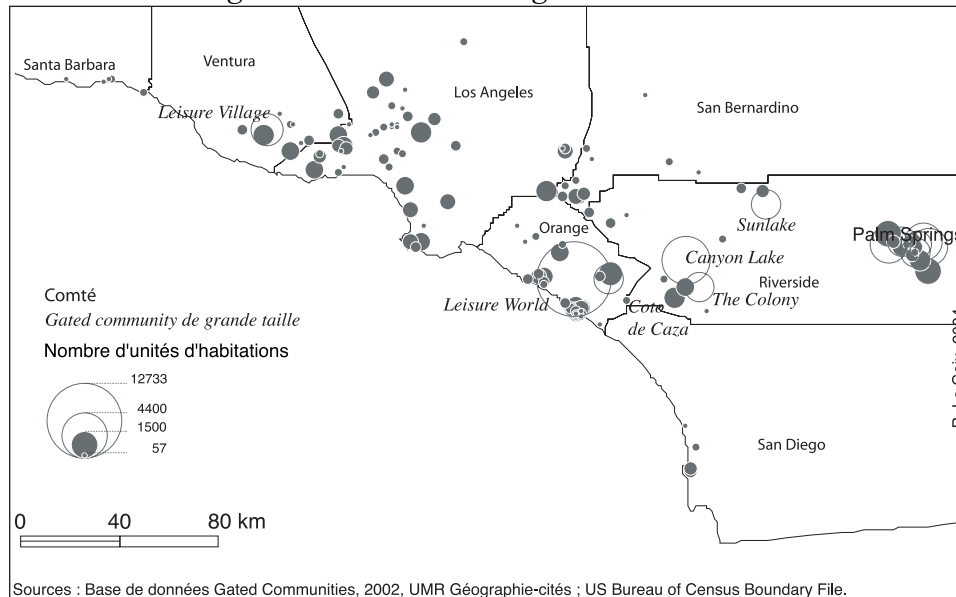 Santa Barbara
Ventura
Los Angeles
San Bernardino
Leisure Village
Orange
Sunlake
Palm Springs
Canyon Lake
Riverside
Leisure World
The Colony
Coto
de Caza
San Diego
Comté
Gated community de grande taille
Nombre d'unités d'habitations
12733
4400
1500
57
0 40 80 km
Sources : Base de données Gated Communities, 2002, UMR Géographie-cités ; US Bureau of Census Boundary File.